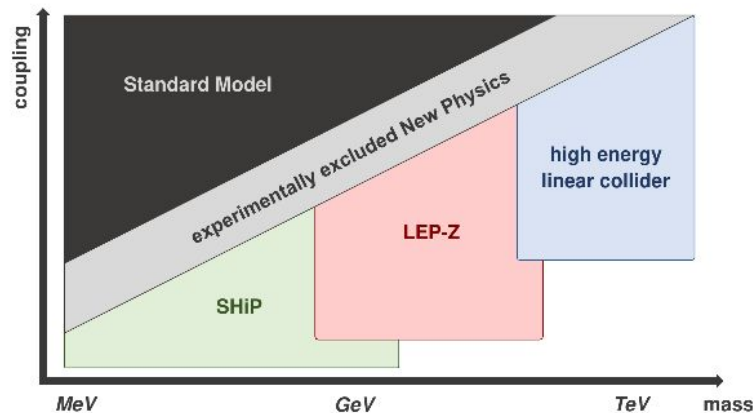 coupling
Standard Model
experimentally excluded New Physics
high energy
linear collider
LEP-Z
SHiP
MeV
GeV
TeV
mass